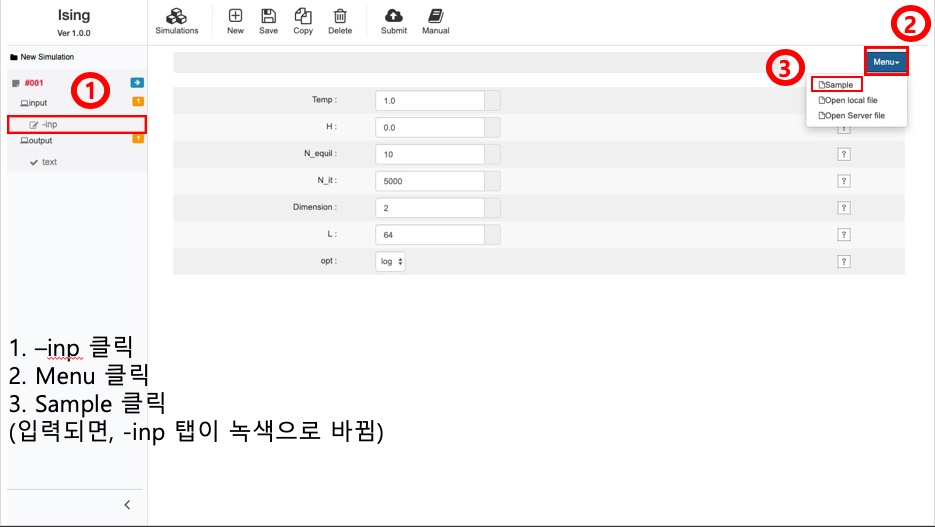 Ising
Ver 1.0.0
Simulations
New
Save
Copy
Delete
Submit
Manual
2
New Simulation
#001
1
input
1
-inp
output
1
text
3
Menu
Sample
Open local file
Open Server file
Temp :
1.0
H :
0.0
?
N_equil :
10
?
N_it :
5000
?
Dimension :
2
?
L :
64
?
opt :
log
?
1. –inp 클릭
2. Menu 클릭
3. Sample 클릭
(입력되면, -inp 탭이 녹색으로 바뀜)